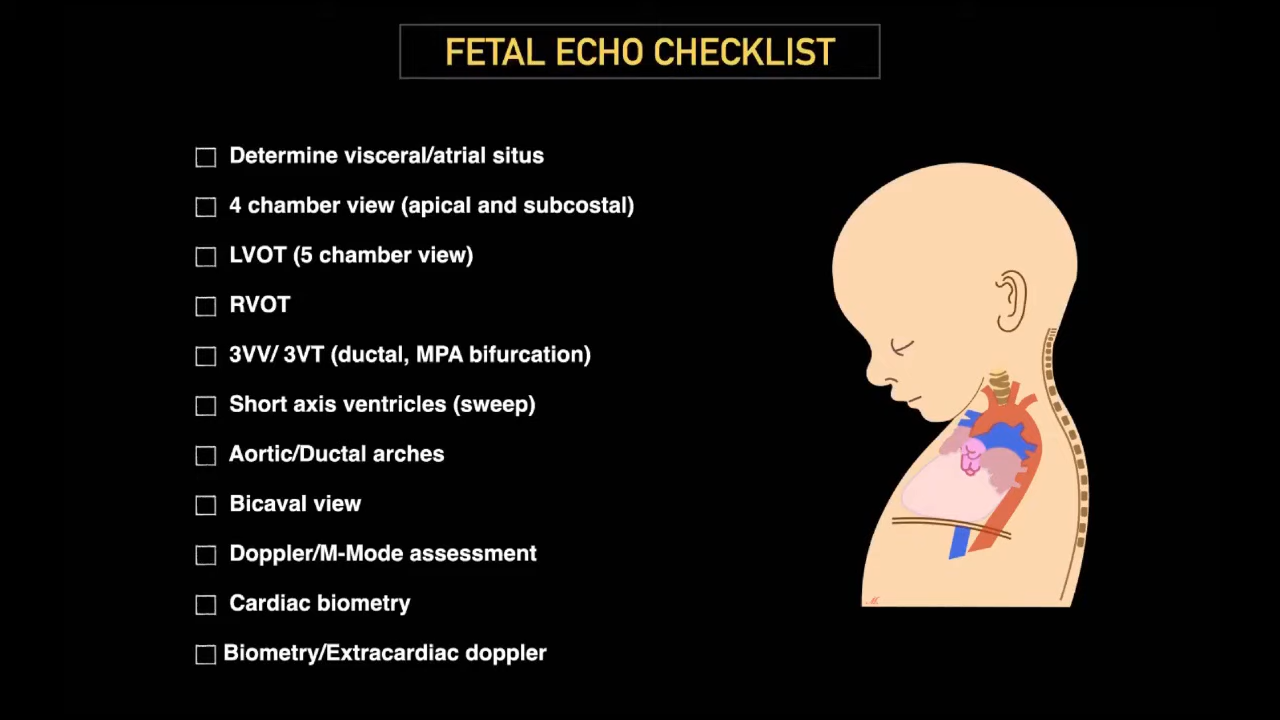 FETAL ECHO CHECKLIST
Determine visceral/atrial situs
4 chamber view (apical and subcostal)
LVOT (5 chamber view)
RVOT
3VV/ 3VT (ductal, MPA bifurcation)
Short axis ventricles (sweep)
Aortic/Ductal arches
Bicaval view
Doppler/M-Mode assessment
Cardiac biometry
Biometry/Extracardiac doppler